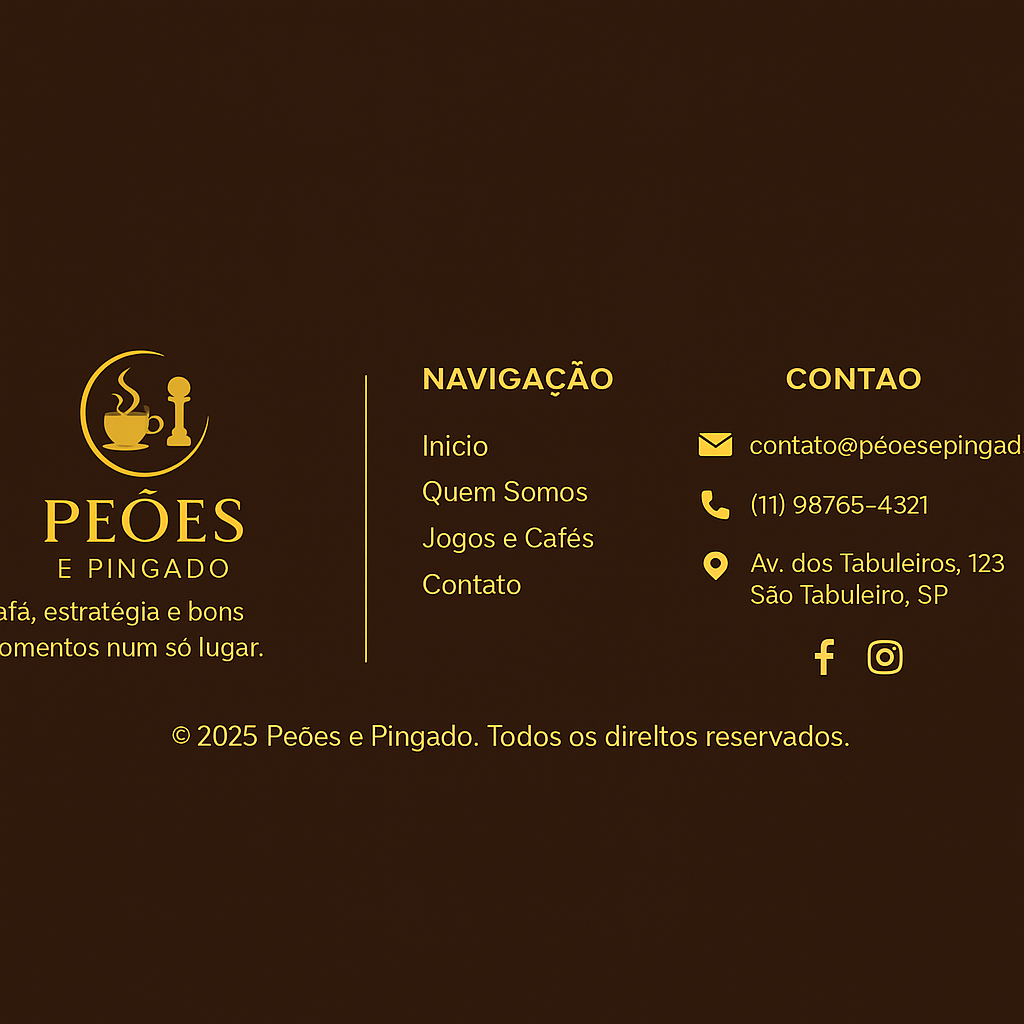 PEÕES
E PINGADO
afá, estratégia e bons
omentos num só lugar.
NAVIGAÇÃO
Inicio
Quem Somos
Jogos e Cafés
Contato
CONTAO
contato@péoesepingad
(11) 98765-4321
Av. dos Tabuleiros, 123
São Tabuleiro, SP
© 2025 Peões e Pingado. Todos os direltos reservados.